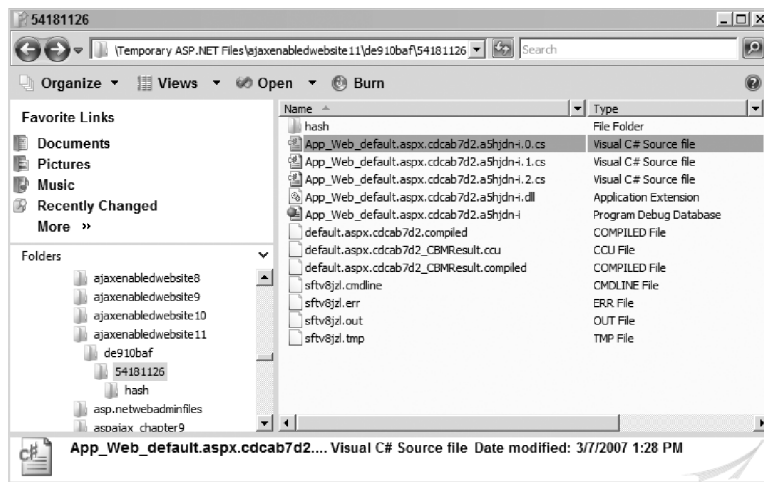 54181126
\Temporary ASP.NET Files\ajaxenabledwebsite11\de910baf\54181126
Search
Organize Views Open Burn
Favorite Links
Documents
Pictures
Music
Recently Changed
More »
Folders
ajaxenabledwebsite8
ajaxenabledwebsite9
ajaxenabledwebsite10
ajaxenabledwebsite11
de910baf
54181126
hash
asp.netwebadminfiles
aspajax_chapter9
Name Type
hash File Folder
App_Web_default.aspx.cdcab7d2.a5hjdn-i.0.cs Visual C# Source file
App_Web_default.aspx.cdcab7d2.a5hjdn-i.1.cs Visual C# Source file
App_Web_default.aspx.cdcab7d2.a5hjdn-i.2.cs Visual C# Source file
App_Web_default.aspx.cdcab7d2.a5hjdn-i.dll Application Extension
App_Web_default.aspx.cdcab7d2.a5hjdn-i Program Debug Database
default.aspx.cdcab7d2.compiled COMPILED File
default.aspx.cdcab7d2_CBMResult.ccu CCU File
default.aspx.cdcab7d2_CBMResult.compiled COMPILED File
sftv8jzl.cmdline CMDLINE File
sftv8jzl.err ERR File
sftv8jzl.out OUT File
sftv8jzl.tmp TMP File
App_Web_default.aspx.cdcab7d2.... Visual C# Source file Date modified: 3/7/2007 1:28 PM